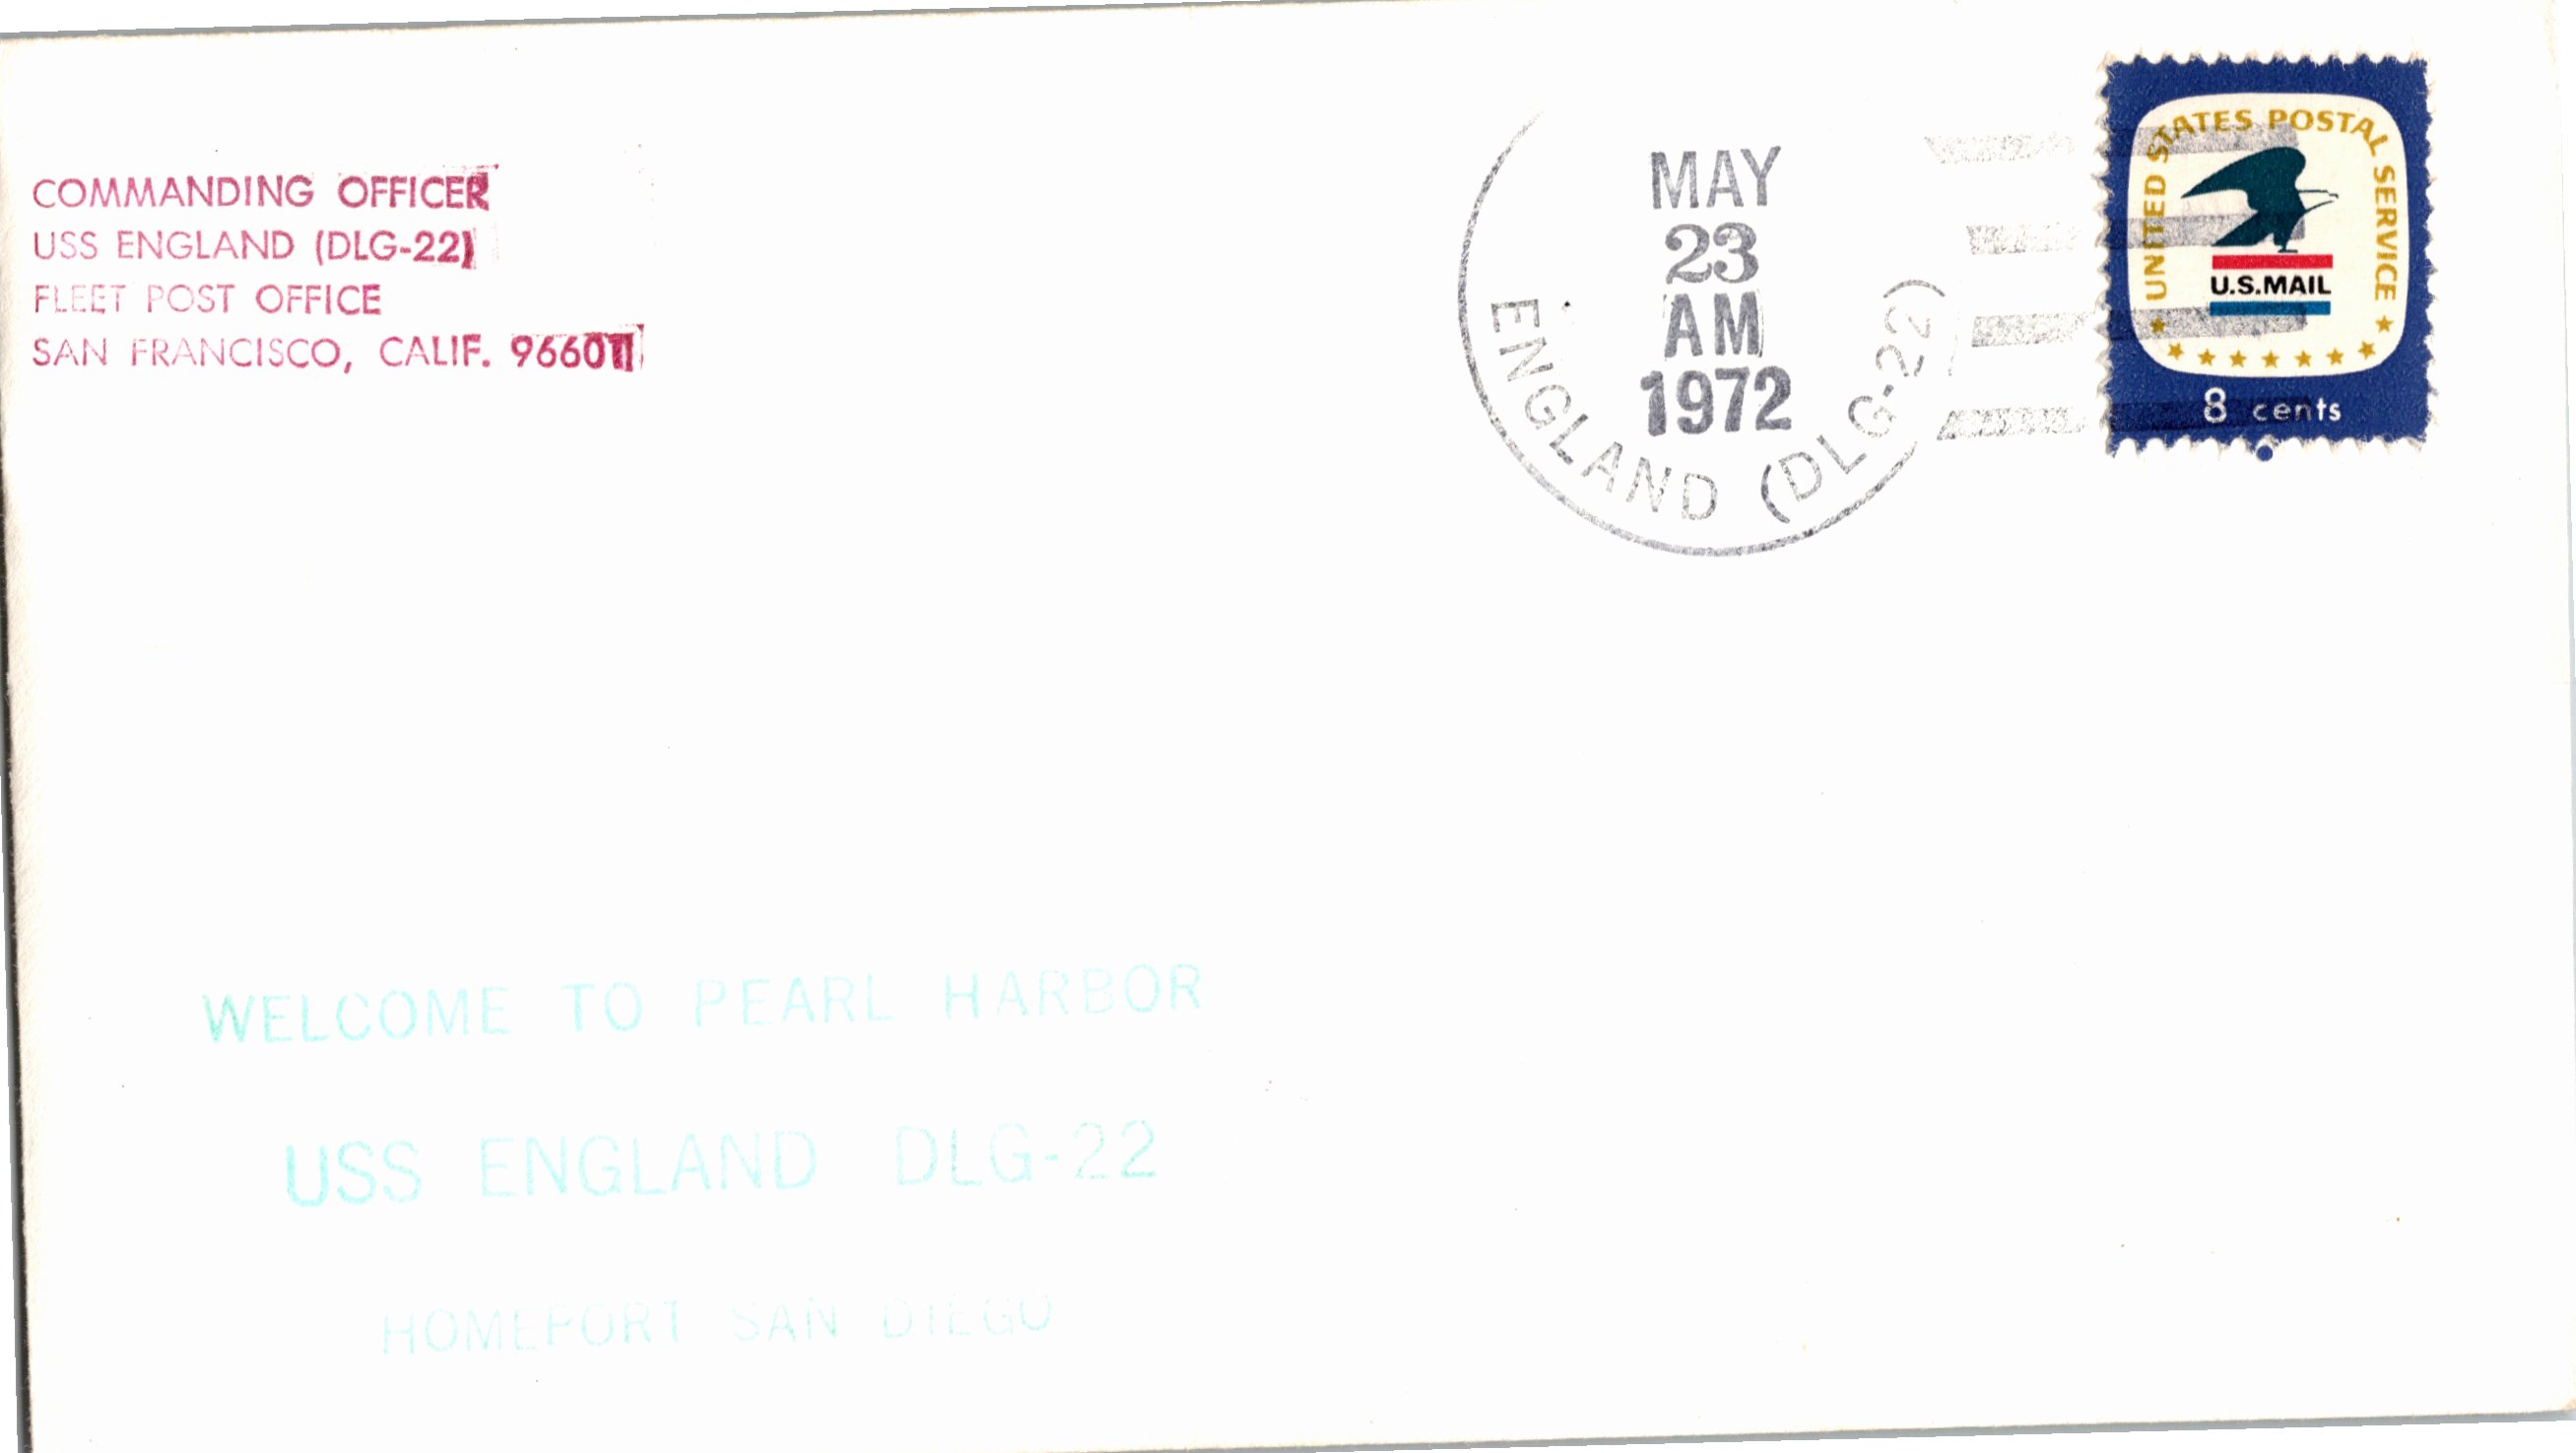 COMMANDING OFFICER
USS ENGLAND (DLG-22)
FLEET POST OFFICE
SAN FRANCISCO, CALIF. 96601
MAY
23
AM
1972
ENGLAND (DLG-22)
UNITED STATES POSTAL SERVICE
U.S.MAIL
8 cents
WELCOME TO PEARL HARBOR
USS ENGLAND DLG-22
HOMEPORT SAN DIEGO